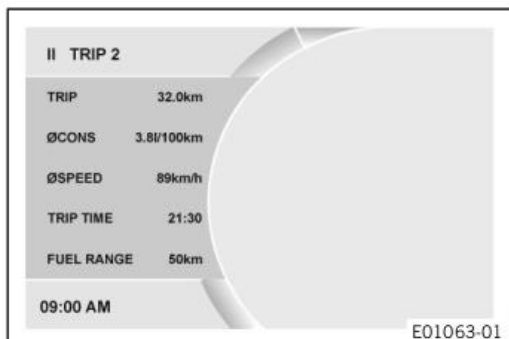 II TRIP 2
TRIP 32.0km
ØCONS 3.8l/100km
ØSPEED 89km/h
TRIP TIME 21:30
FUEL RANGE 50km
09:00 AM
E01063-01